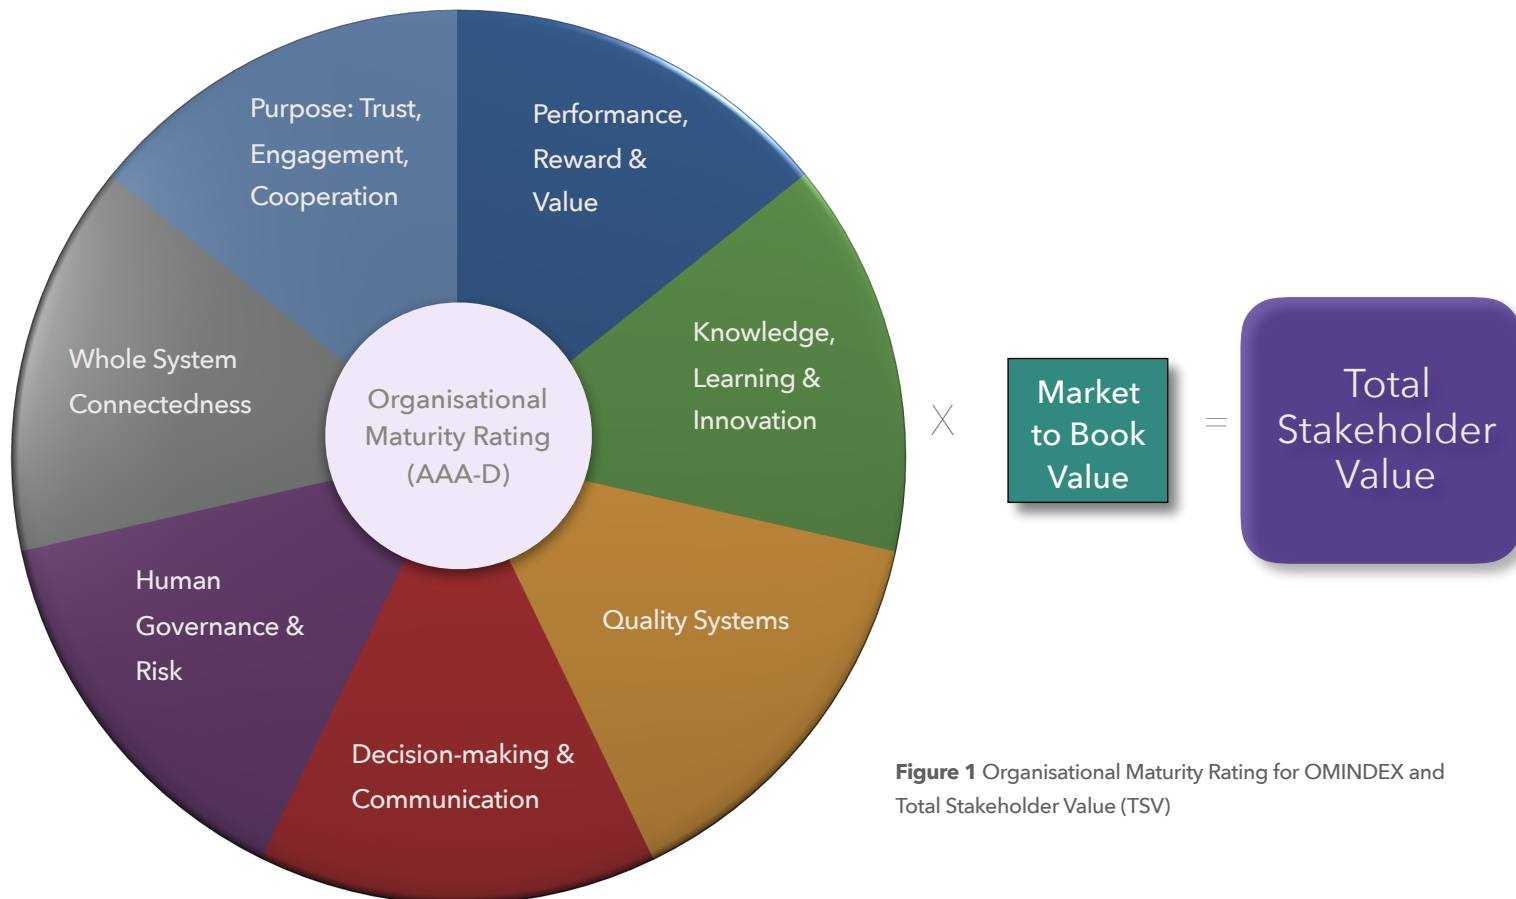 Purpose: Trust,
Engagement,
Cooperation
Performance,
Reward &
Value
Knowledge,
Learning &
Innovation
Quality Systems
Decision-making &
Communication
Human
Governance &
Risk
Whole System
Connectedness
Organisational
Maturity Rating
(AAA-D)
X
Market
to Book
Value
=
Total
Stakeholder
Value
Figure 1 Organisational Maturity Rating for OMINDEX and
Total Stakeholder Value (TSV)